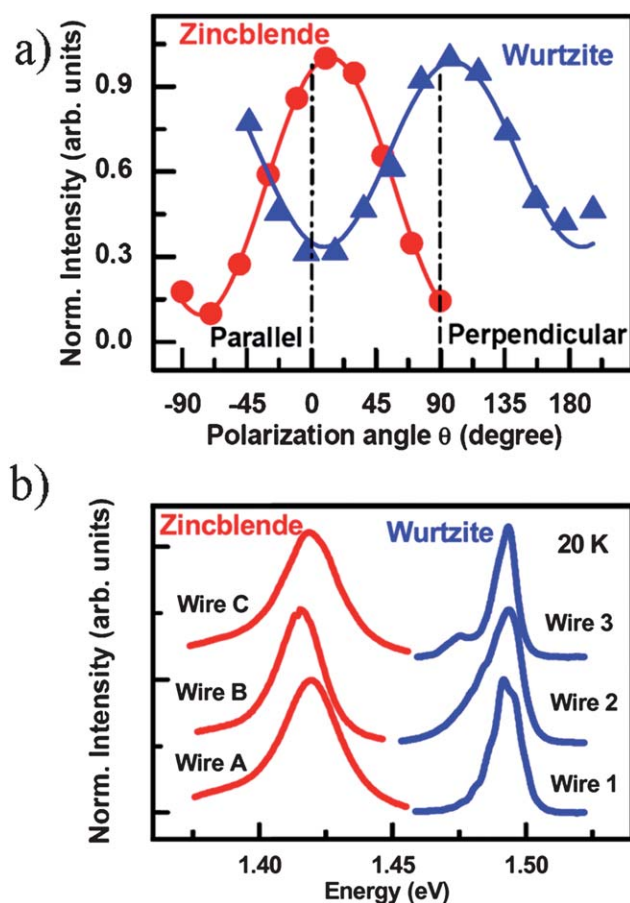 a)
Zincblende
Wurtzite
Norm. Intensity (arb. units)
0.9
0.6
0.3
0.0
Parallel
Perpendicular
-90 -45 0 45 90 135 180
Polarization angle θ (degree)
b)
Zincblende
Wurtzite
20 K
Norm. Intensity (arb. units)
Wire C
Wire 3
Wire B
Wire 2
Wire A
Wire 1
1.40 1.45 1.50
Energy (eV)